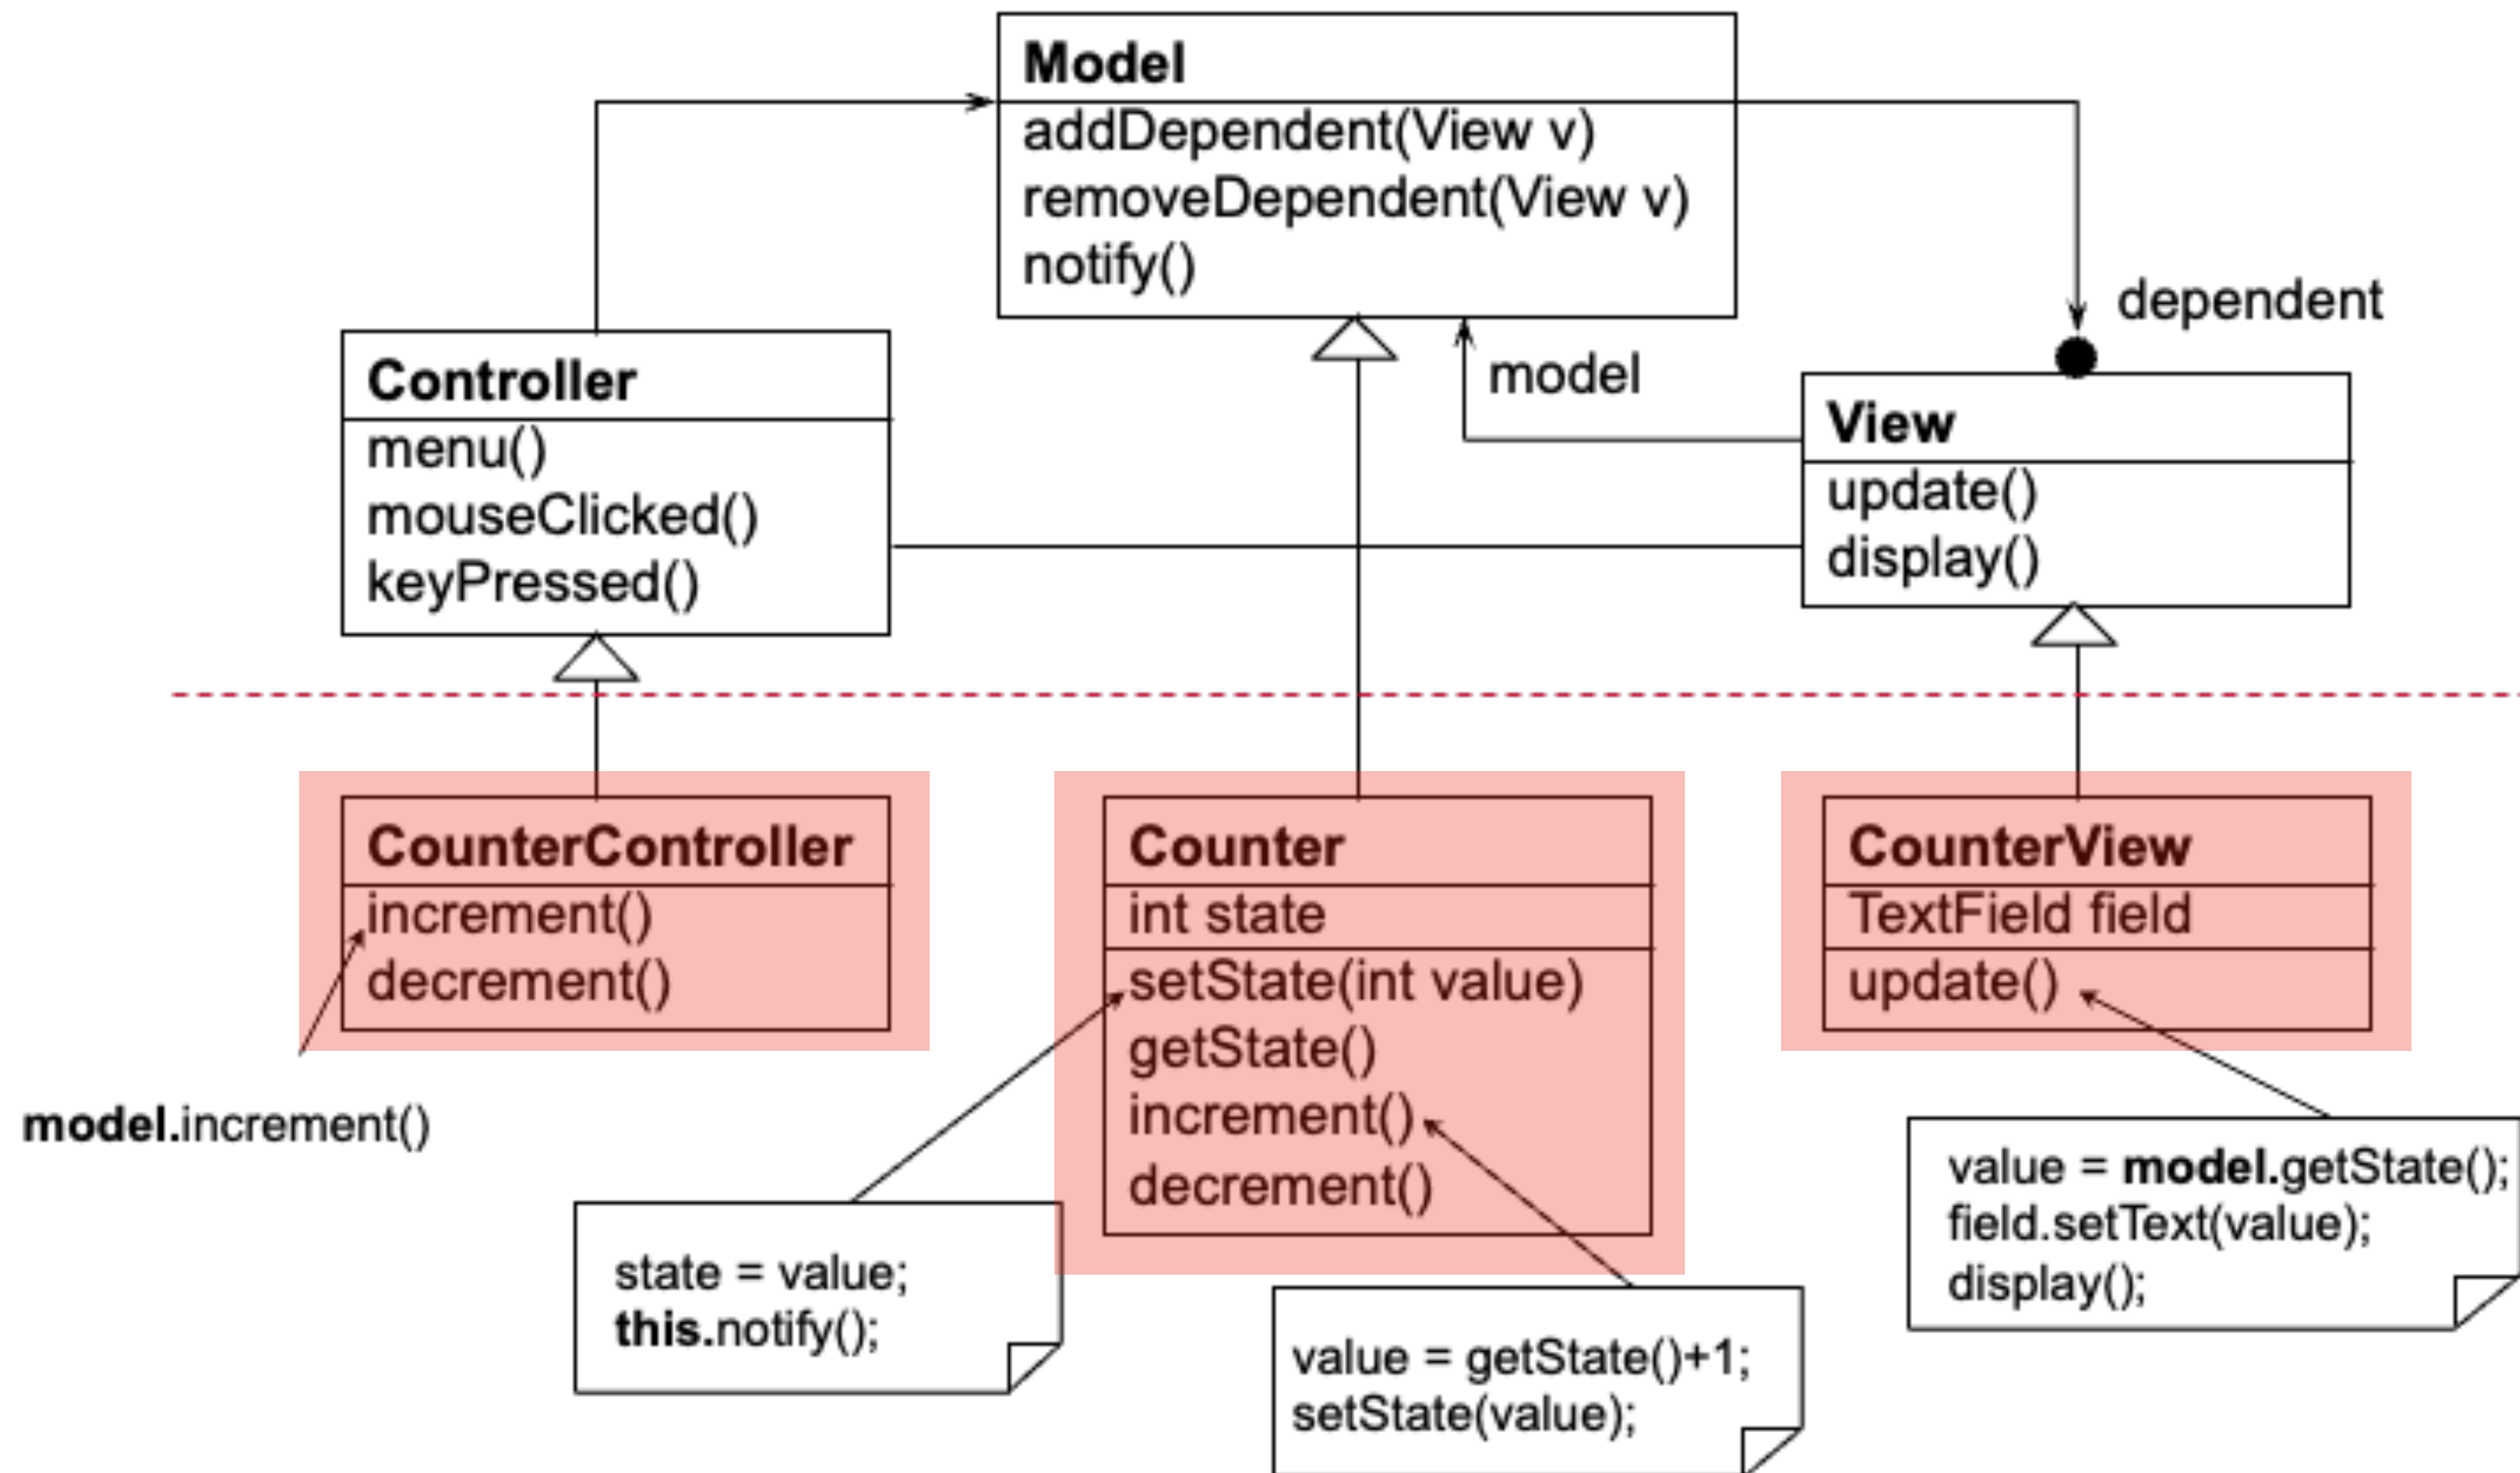 Model
addDependent(View v)
removeDependent(View v)
notify()
dependent
model
Controller
menu()
mouseClicked()
keyPressed()
View
update()
display()
CounterController
increment()
decrement()
Counter
int state
setState(int value)
getState()
increment()
decrement()
CounterView
TextField field
update()
model.increment()
state = value;
this.notify();
value = getState()+1;
setState(value);
value = model.getState();
field.setText(value);
display();